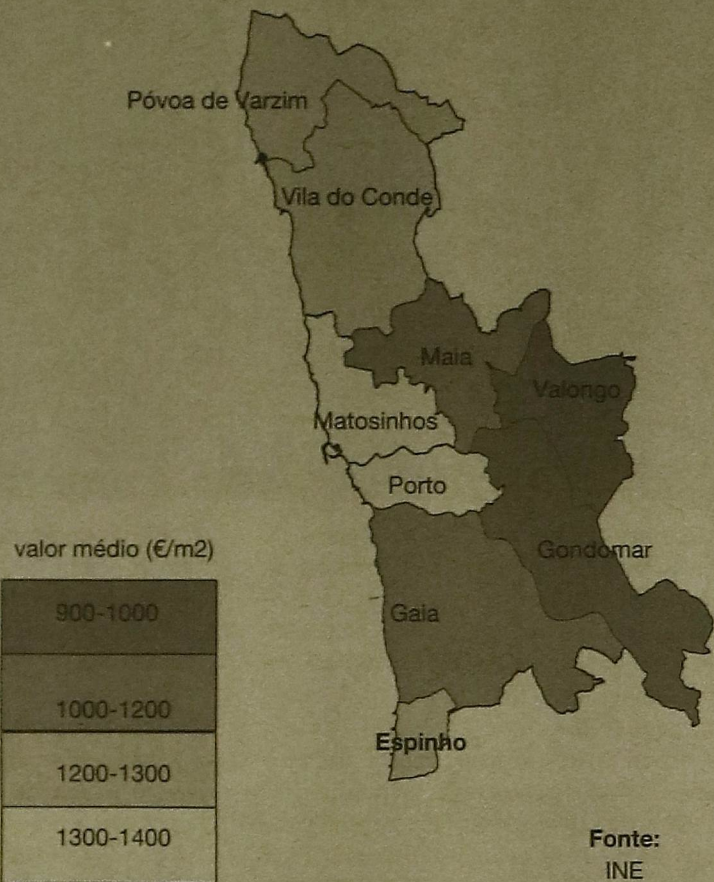 Póvoa de Varzim
Vila do Conde
Maia
Valongo
Matosinhos
Porto
Gondomar
Gaia
Espinho
valor médio (€/m2)
900-1000
1000-1200
1200-1300
1300-1400
Fonte:
INE